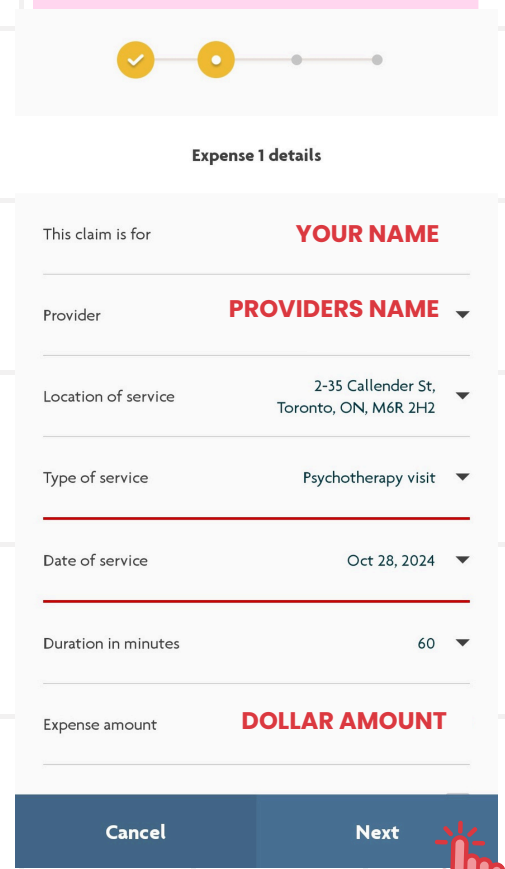 Expense 1 details
This claim is for YOUR NAME
Provider PROVIDERS NAME
Location of service 2-35 Callender St,
Toronto, ON, M6R 2H2
Type of service Psychotherapy visit
Date of service Oct 28, 2024
Duration in minutes 60
Expense amount DOLLAR AMOUNT
Cancel Next